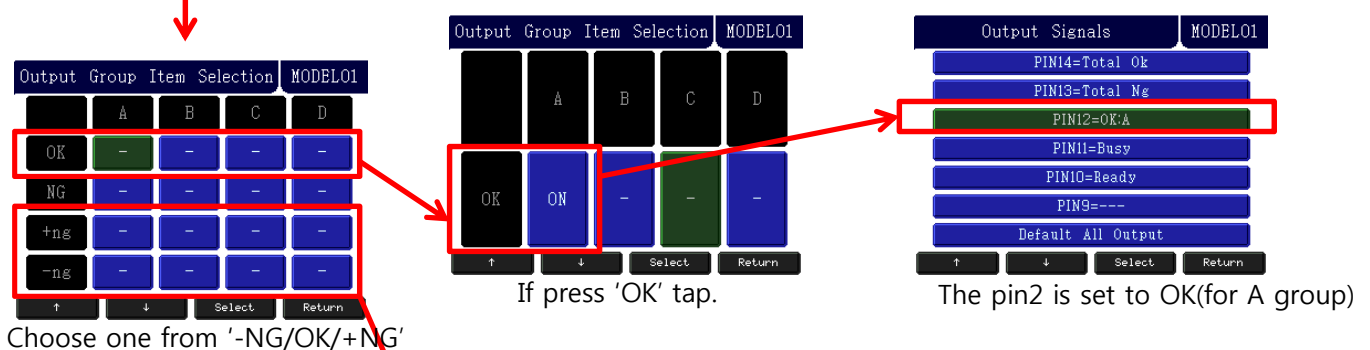 Output Group Item Selection MODEL01
A B C D
OK - - - -
NG - - - -
+ng - - - -
-ng - - - -
↑ ↓ Select Return
Choose one from '-NG/OK/+NG'
Output Group Item Selection MODEL01
A B C D
OK ON - - -
↑ ↓ Select Return
If press 'OK' tap.
Output Signals MODEL01
PIN14=Total Ok
PIN13=Total Ng
PIN12=OK:A
PIN11=Busy
PIN10=Ready
PIN9=---
Default All Output
↑ ↓ Select Return
The pin2 is set to OK(for A group)